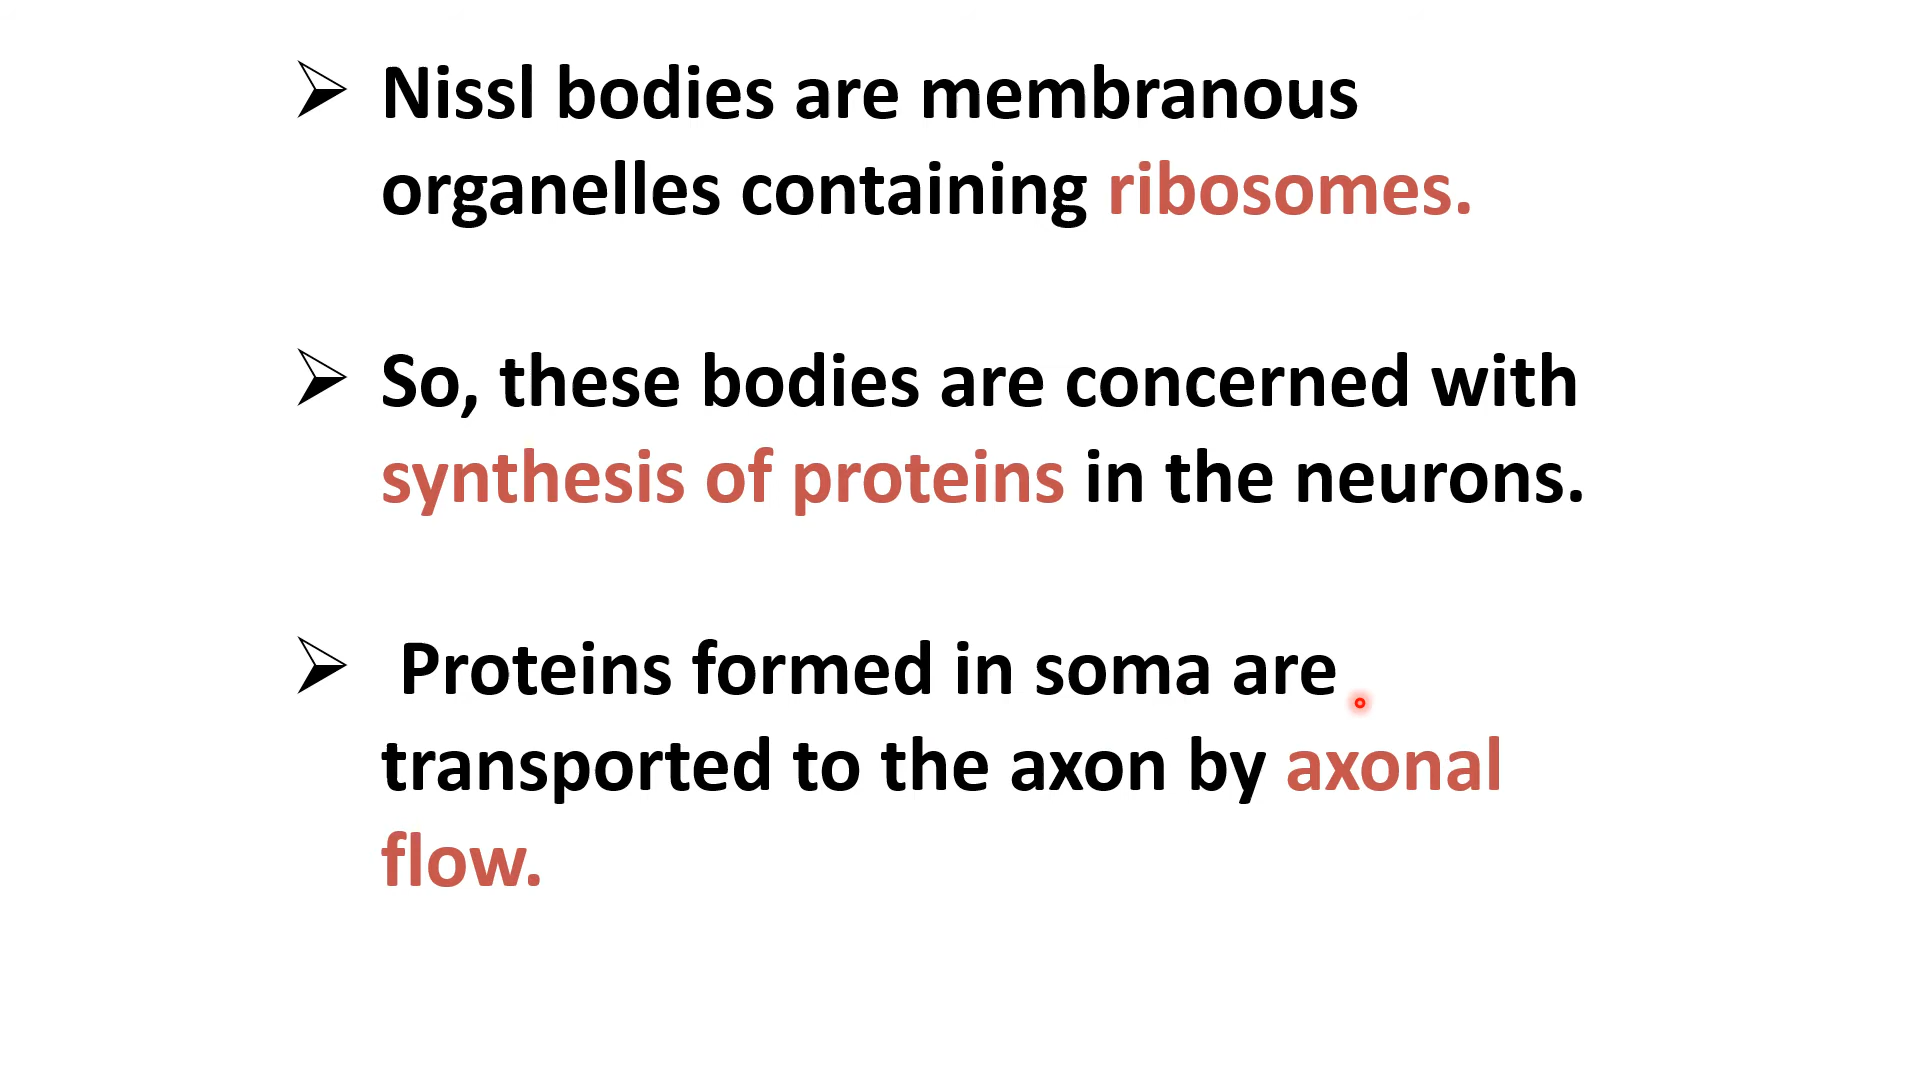 Nissl bodies are membranous
organelles containing ribosomes.
So, these bodies are concerned with
synthesis of proteins in the neurons.
Proteins formed in soma are
transported to the axon by axonal
flow.